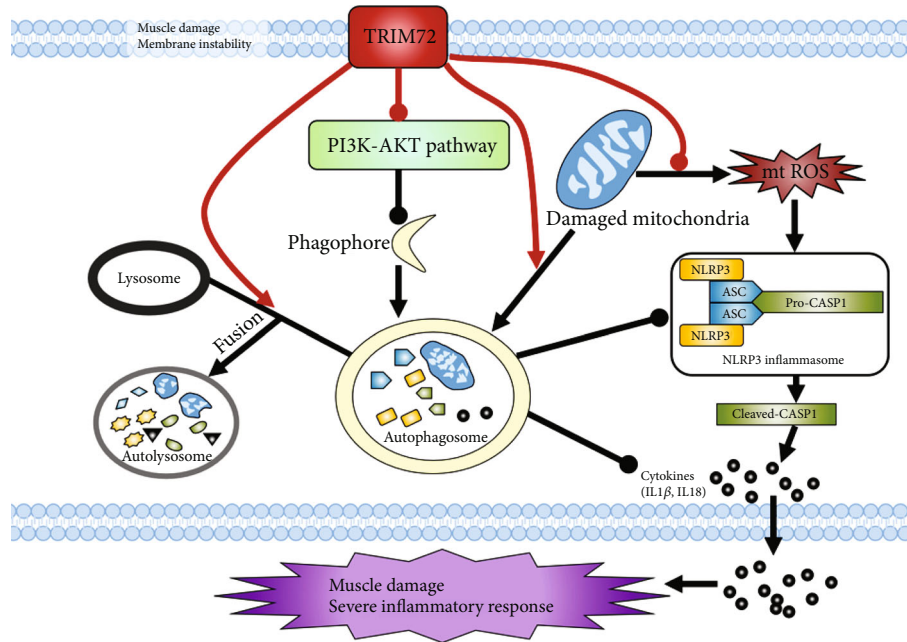 Muscle damage
Membrane instability
TRIM72
PI3K-AKT pathway
mt ROS
Damaged mitochondria
Phagophore
Lysosome
NLRP3
ASC
Pro-CASP1
ASC
NLRP3
NLRP3 inflammasome
Fusion
Cleaved-CASP1
Autophagosome
Autolysosome
Cytokines
(IL1β, IL18)
Muscle damage
Severe inflammatory response